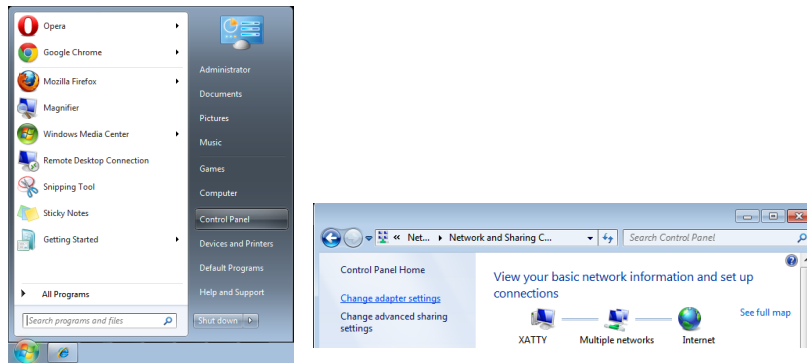 Opera
Google Chrome
Mozilla Firefox
Magnifier
Windows Media Center
Remote Desktop Connection
Snipping Tool
Sticky Notes
Getting Started
All Programs
Search programs and files
Administrator
Documents
Pictures
Music
Games
Computer
Control Panel
Devices and Printers
Default Programs
Help and Support
Shut down
« Net... Network and Sharing C...
Search Control Panel
Control Panel Home
Change adapter settings
Change advanced sharing
settings
View your basic network information and set up
connections
See full map
XATTY Multiple networks Internet